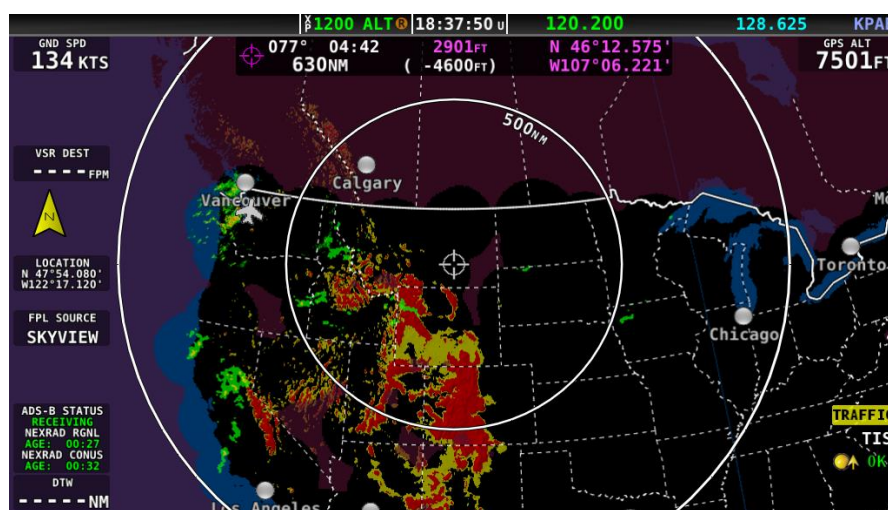 XP1200 ALT R 18:37:50 U 120.200 128.625 KPAE
GND SPD
134 KTS
077° 04:42 2901FT N 46°12.575'
630NM ( -4600FT) W107°06.221'
GPS ALT
7501FT
500NM
VSR DEST
----FPM
Calgary
Vancouver
N
LOCATION
N 47°54.080'
W122°17.120'
Toronto
FPL SOURCE
SKYVIEW
Chicago
ADS-B STATUS
RECEIVING
NEXRAD RGNL
AGE: 00:27
NEXRAD CONUS
AGE: 00:32
TRAFFIC
TIS
OK
DTW
-----NM
Los Angeles